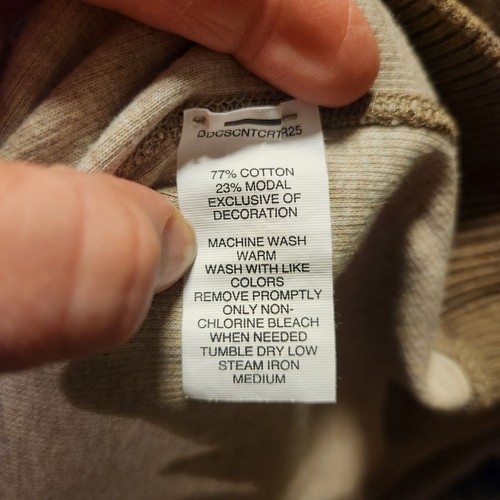 DDCSCNTCRTR25
77% COTTON
23% MODAL
EXCLUSIVE OF
DECORATION
MACHINE WASH
WARM
WASH WITH LIKE
COLORS
REMOVE PROMPTLY
ONLY NON-
CHLORINE BLEACH
WHEN NEEDED
TUMBLE DRY LOW
STEAM IRON
MEDIUM